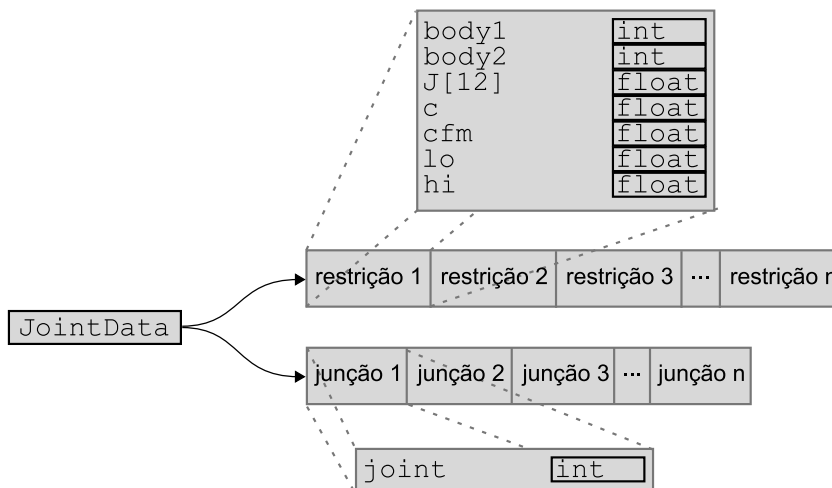 body1 int
body2 int
J[12] float
c float
cfm float
lo float
hi float
restrição 1 restrição 2 restrição 3 ... restrição n
JointData
junção 1 junção 2 junção 3 ... junção n
joint int